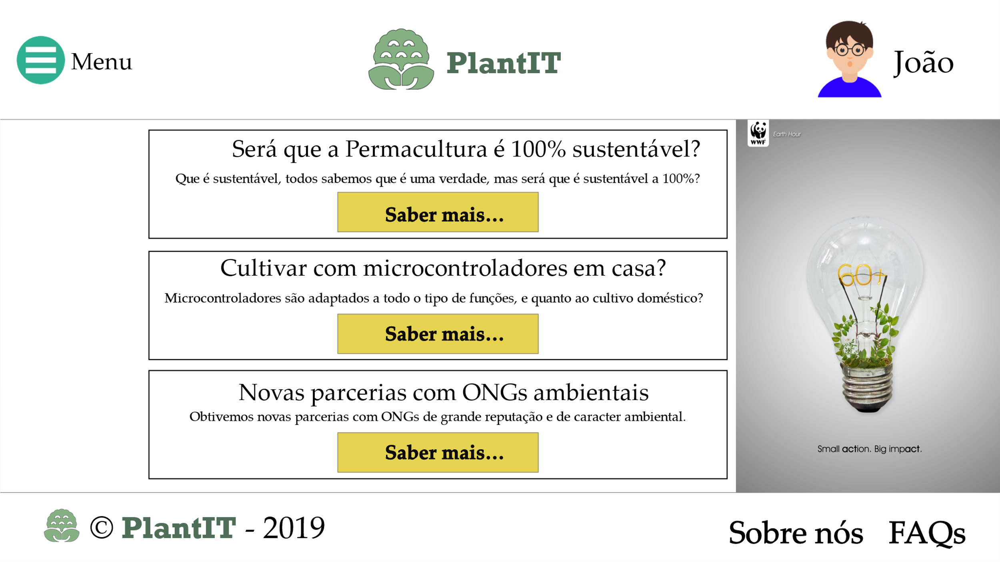 Menu
PlantIT
João
Será que a Permacultura é 100% sustentável?
Que é sustentável, todos sabemos que é uma verdade, mas será que é sustentável a 100%?
Saber mais...
Cultivar com microcontroladores em casa?
Microcontroladores são adaptados a todo o tipo de funções, e quanto ao cultivo doméstico?
Saber mais...
Novas parcerias com ONGs ambientais
Obtivemos novas parcerias com ONGs de grande reputação e de caracter ambiental.
Saber mais...
WWF
Earth Hour
60+
Small action. Big impact.
© PlantIT - 2019
Sobre nós
FAQs